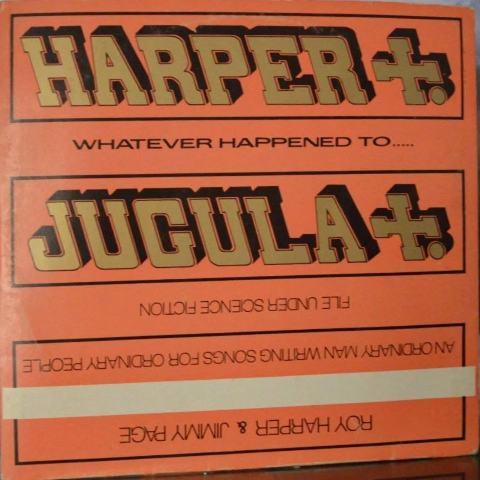 HARPER +.
WHATEVER HAPPENED TO.....
JUGULA +.
FILE UNDER SCIENCE FICTION
AN ORDINARY MAN WRITING SONGS FOR ORDINARY PEOPLE
ROY HARPER & JIMMY PAGE